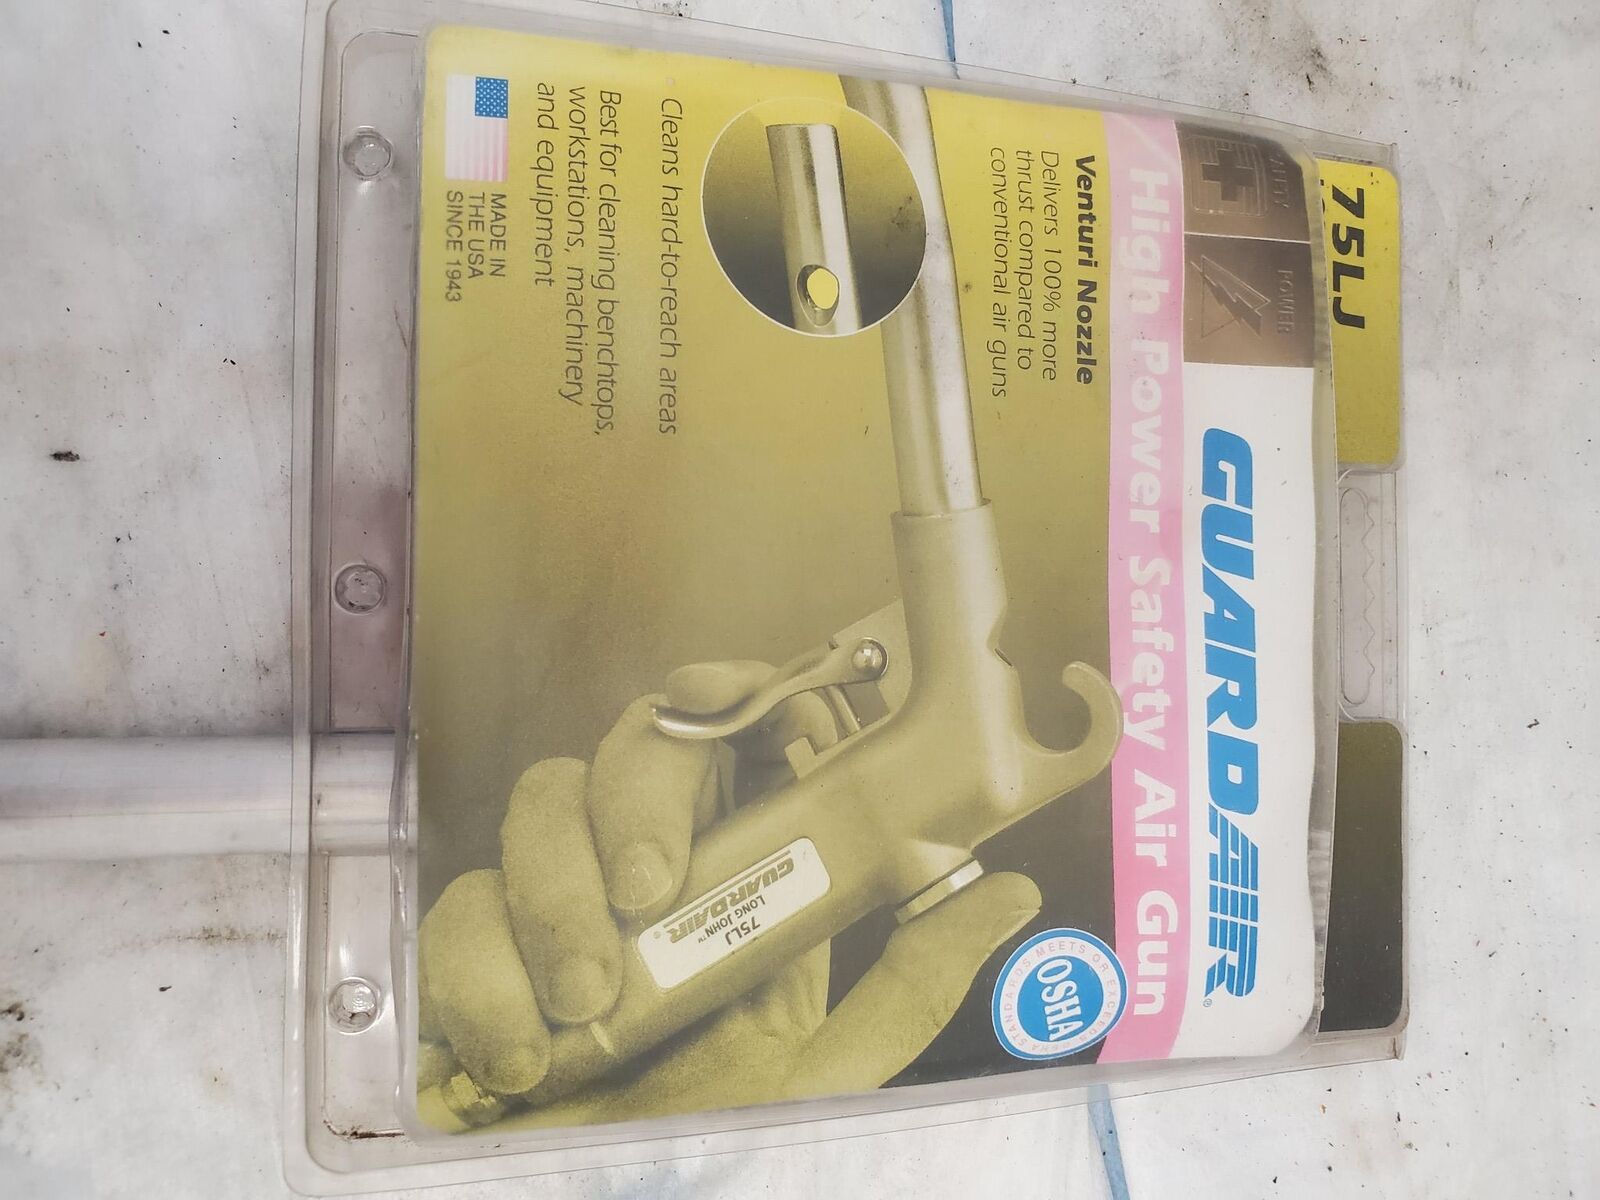 75LJ
SAFETY
POWER
GUARDAIR®
High Power Safety Air Gun
Venturi Nozzle
Delivers 100% more
thrust compared to
conventional air guns
• Cleans hard-to-reach areas
Best for cleaning benchtops,
workstations, machinery
and equipment
MADE IN
THE USA
SINCE 1943
MEETS OR EXCEEDS OSHA STANDARDS
OSHA
GUARDAIR®
LONG JOHN™
75LJ